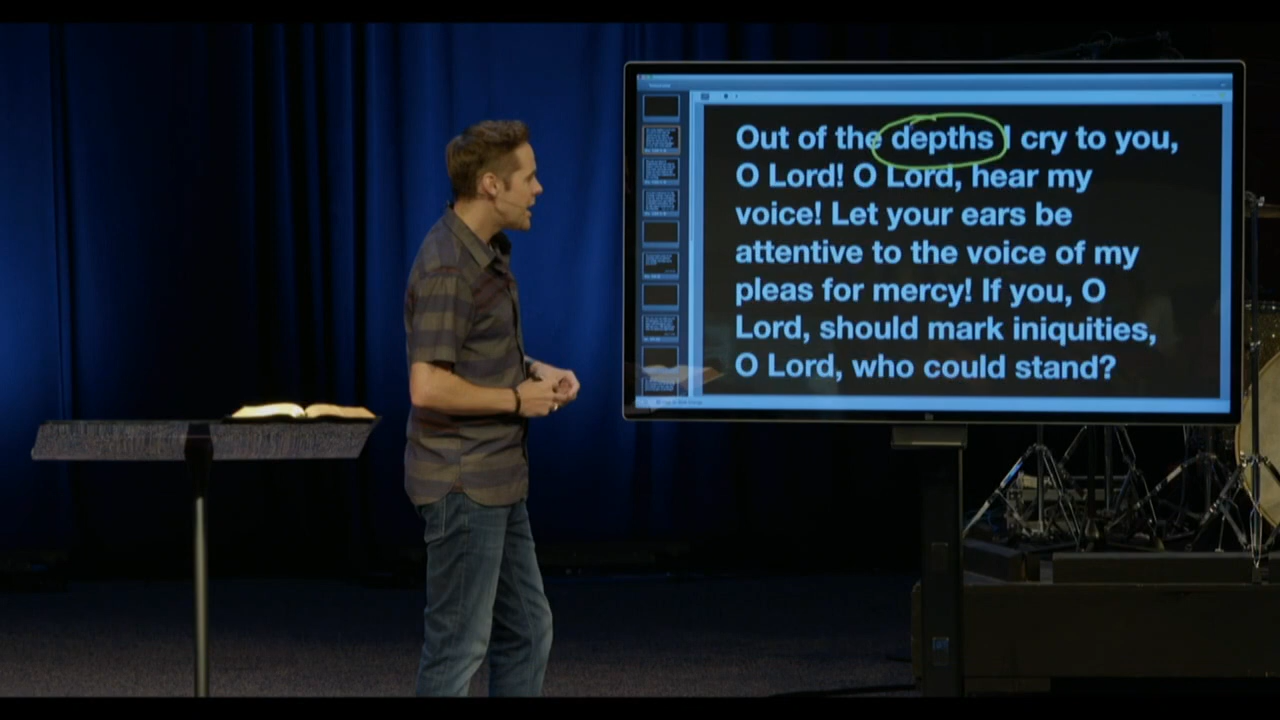 Out of the depths I cry to you,
O Lord! O Lord, hear my
voice! Let your ears be
attentive to the voice of my
pleas for mercy! If you, O
Lord, should mark iniquities,
O Lord, who could stand?